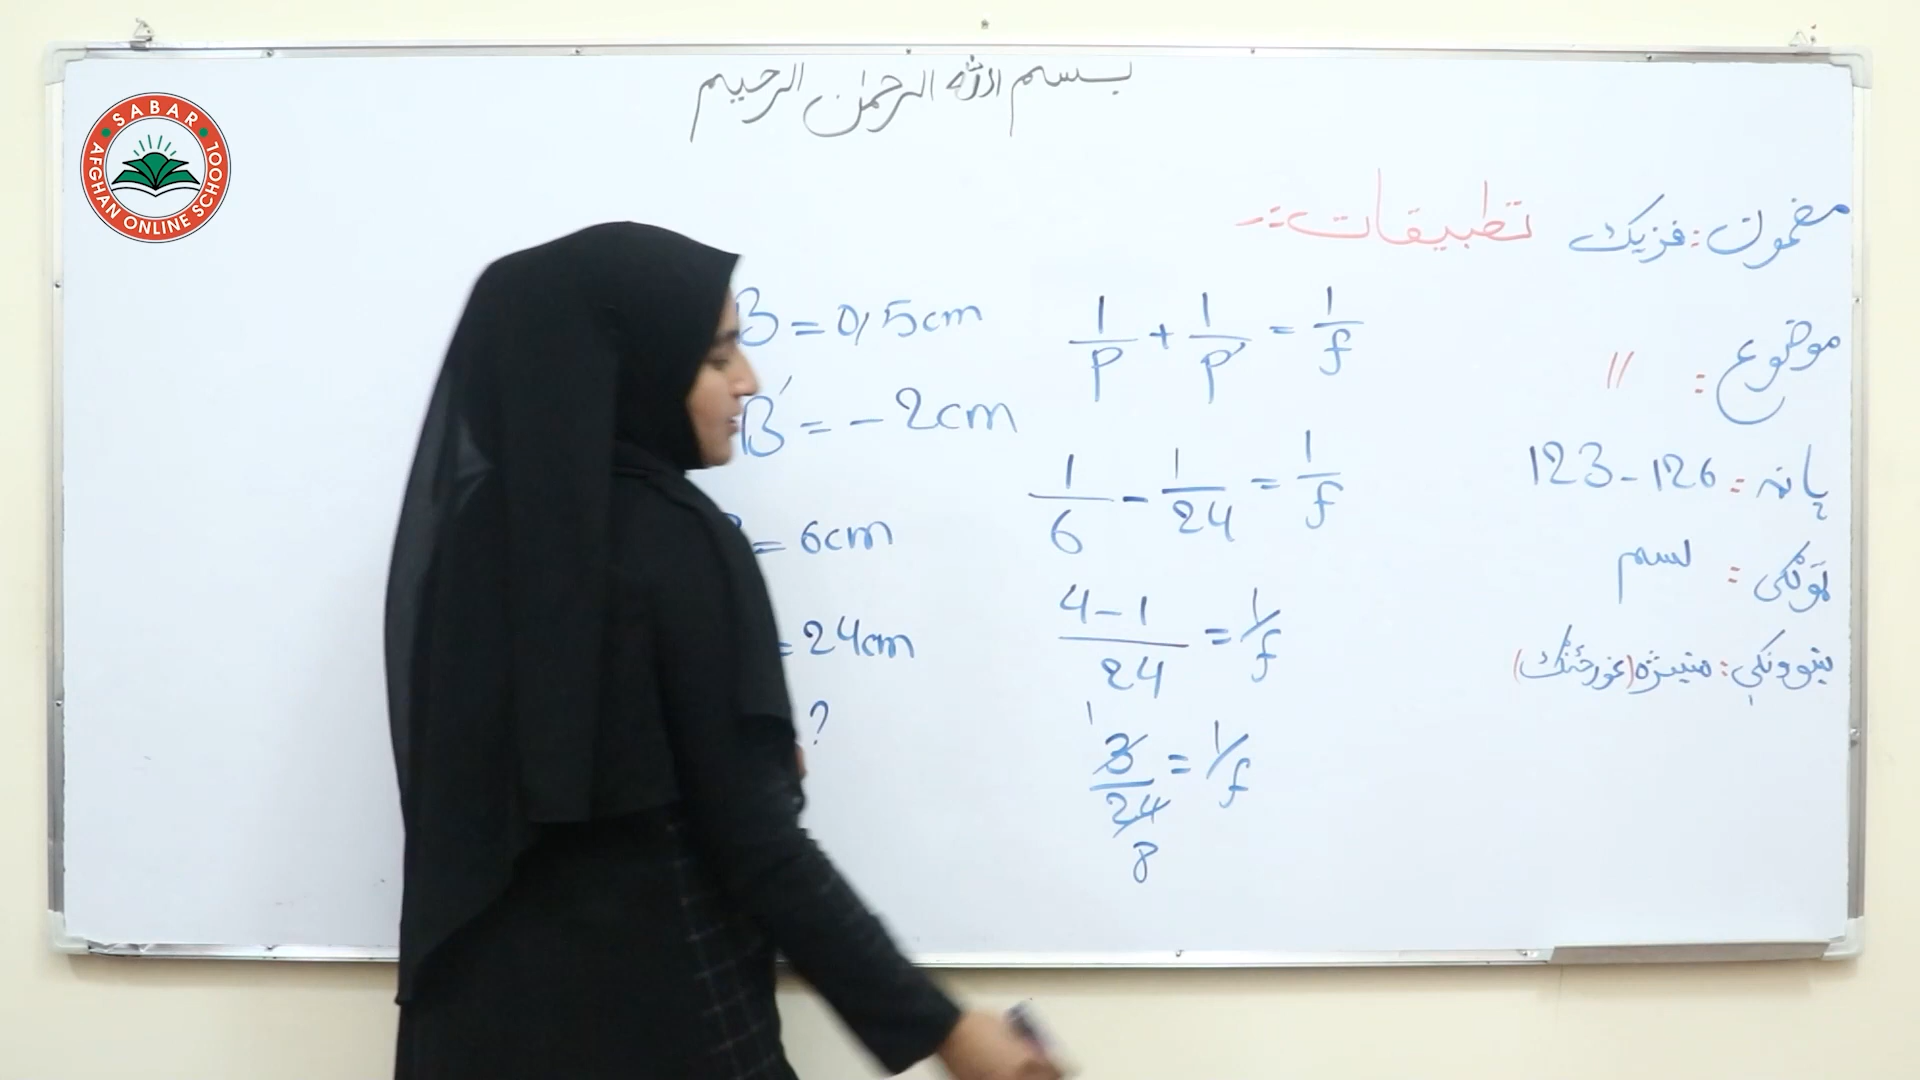 SABAR
AFGHAN ONLINE SCHOOL
بسم الله الرحمن الرحیم
مضمون: فزیک
تطبیقات:-
موضوع: //
پاڼه: 123-126
ټولګی: لسم
ښوونکې: منیژه (غورځنګ)
B = 0,5cm
B' = - 2cm
= 6cm
= 24cm
?
1/P + 1/P' = 1/f
1/6 - 1/24 = 1/f
4-1/24 = 1/f
1
3/24 = 1/f
8